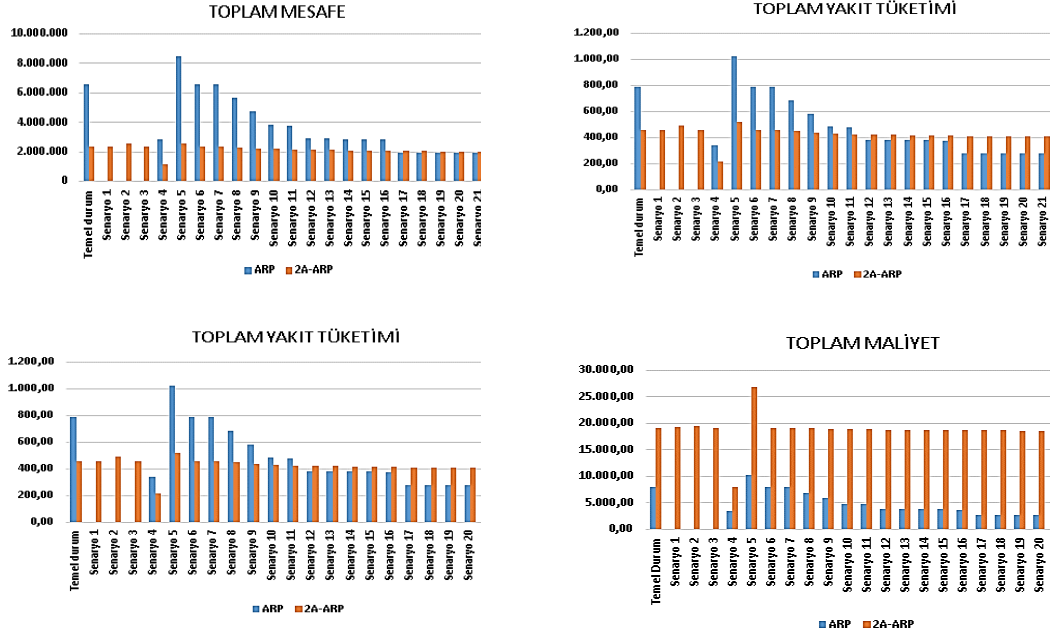 TOPLAM MESAFE
10.000.000
8.000.000
6.000.000
4.000.000
2.000.000
0
Temel durum
Senaryo 1
Senaryo 2
Senaryo 3
Senaryo 4
Senaryo 5
Senaryo 6
Senaryo 7
Senaryo 8
Senaryo 9
Senaryo 10
Senaryo 11
Senaryo 12
Senaryo 13
Senaryo 14
Senaryo 15
Senaryo 16
Senaryo 17
Senaryo 18
Senaryo 19
Senaryo 20
Senaryo 21
ARP 2A-ARP
TOPLAM YAKIT TÜKETİMİ
1.200,00
1.000,00
800,00
600,00
400,00
200,00
0,00
Temel durum
Senaryo 1
Senaryo 2
Senaryo 3
Senaryo 4
Senaryo 5
Senaryo 6
Senaryo 7
Senaryo 8
Senaryo 9
Senaryo 10
Senaryo 11
Senaryo 12
Senaryo 13
Senaryo 14
Senaryo 15
Senaryo 16
Senaryo 17
Senaryo 18
Senaryo 19
Senaryo 20
Senaryo 21
ARP 2A-ARP
TOPLAM YAKIT TÜKETİMİ
1.200,00
1.000,00
800,00
600,00
400,00
200,00
0,00
Temel durum
Senaryo 1
Senaryo 2
Senaryo 3
Senaryo 4
Senaryo 5
Senaryo 6
Senaryo 7
Senaryo 8
Senaryo 9
Senaryo 10
Senaryo 11
Senaryo 12
Senaryo 13
Senaryo 14
Senaryo 15
Senaryo 16
Senaryo 17
Senaryo 18
Senaryo 19
Senaryo 20
ARP 2A-ARP
TOPLAM MALİYET
30.000,00
25.000,00
20.000,00
15.000,00
10.000,00
5.000,00
0,00
Temel Durum
Senaryo 1
Senaryo 2
Senaryo 3
Senaryo 4
Senaryo 5
Senaryo 6
Senaryo 7
Senaryo 8
Senaryo 9
Senaryo 10
Senaryo 11
Senaryo 12
Senaryo 13
Senaryo 14
Senaryo 15
Senaryo 16
Senaryo 17
Senaryo 18
Senaryo 19
Senaryo 20
ARP 2A-ARP